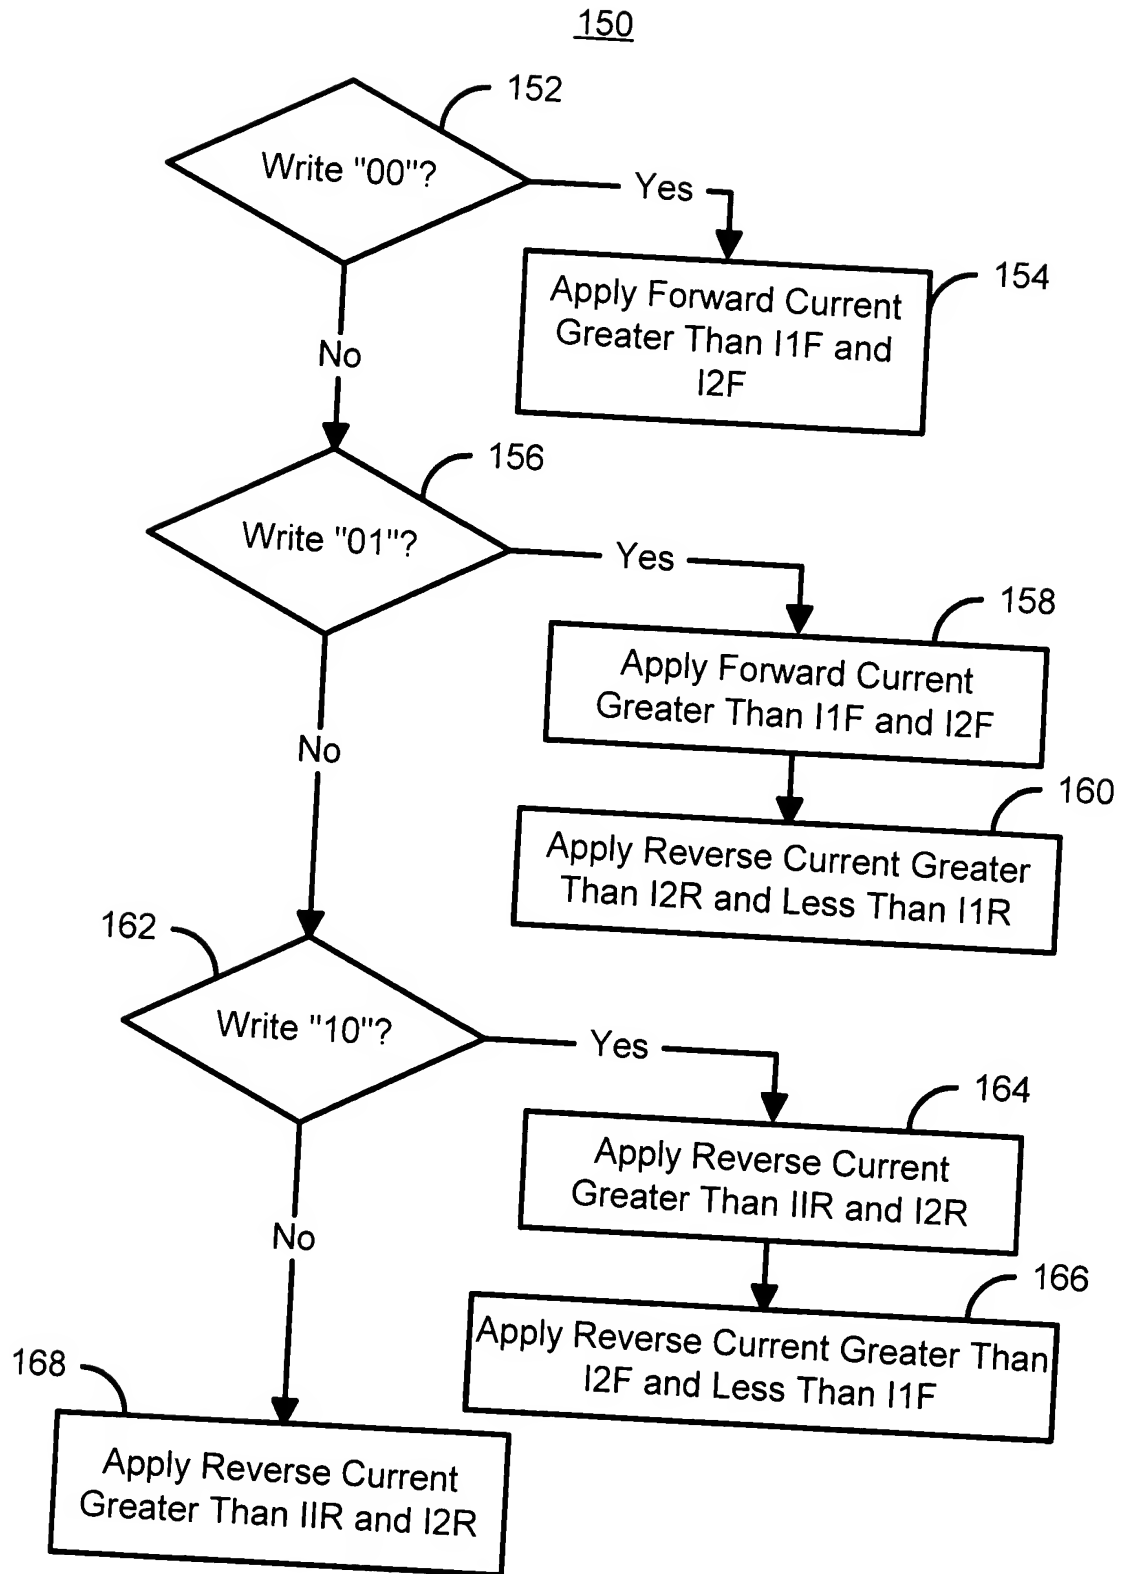 150
152
Write "00"?
Yes
154
Apply Forward Current
Greater Than I1F and
I2F
No
156
Write "01"?
Yes
158
Apply Forward Current
Greater Than I1F and I2F
No
160
Apply Reverse Current Greater
Than I2R and Less Than I1R
162
Write "10"?
Yes
164
Apply Reverse Current
Greater Than IIR and I2R
No
166
Apply Reverse Current Greater Than
I2F and Less Than I1F
168
Apply Reverse Current
Greater Than IIR and I2R